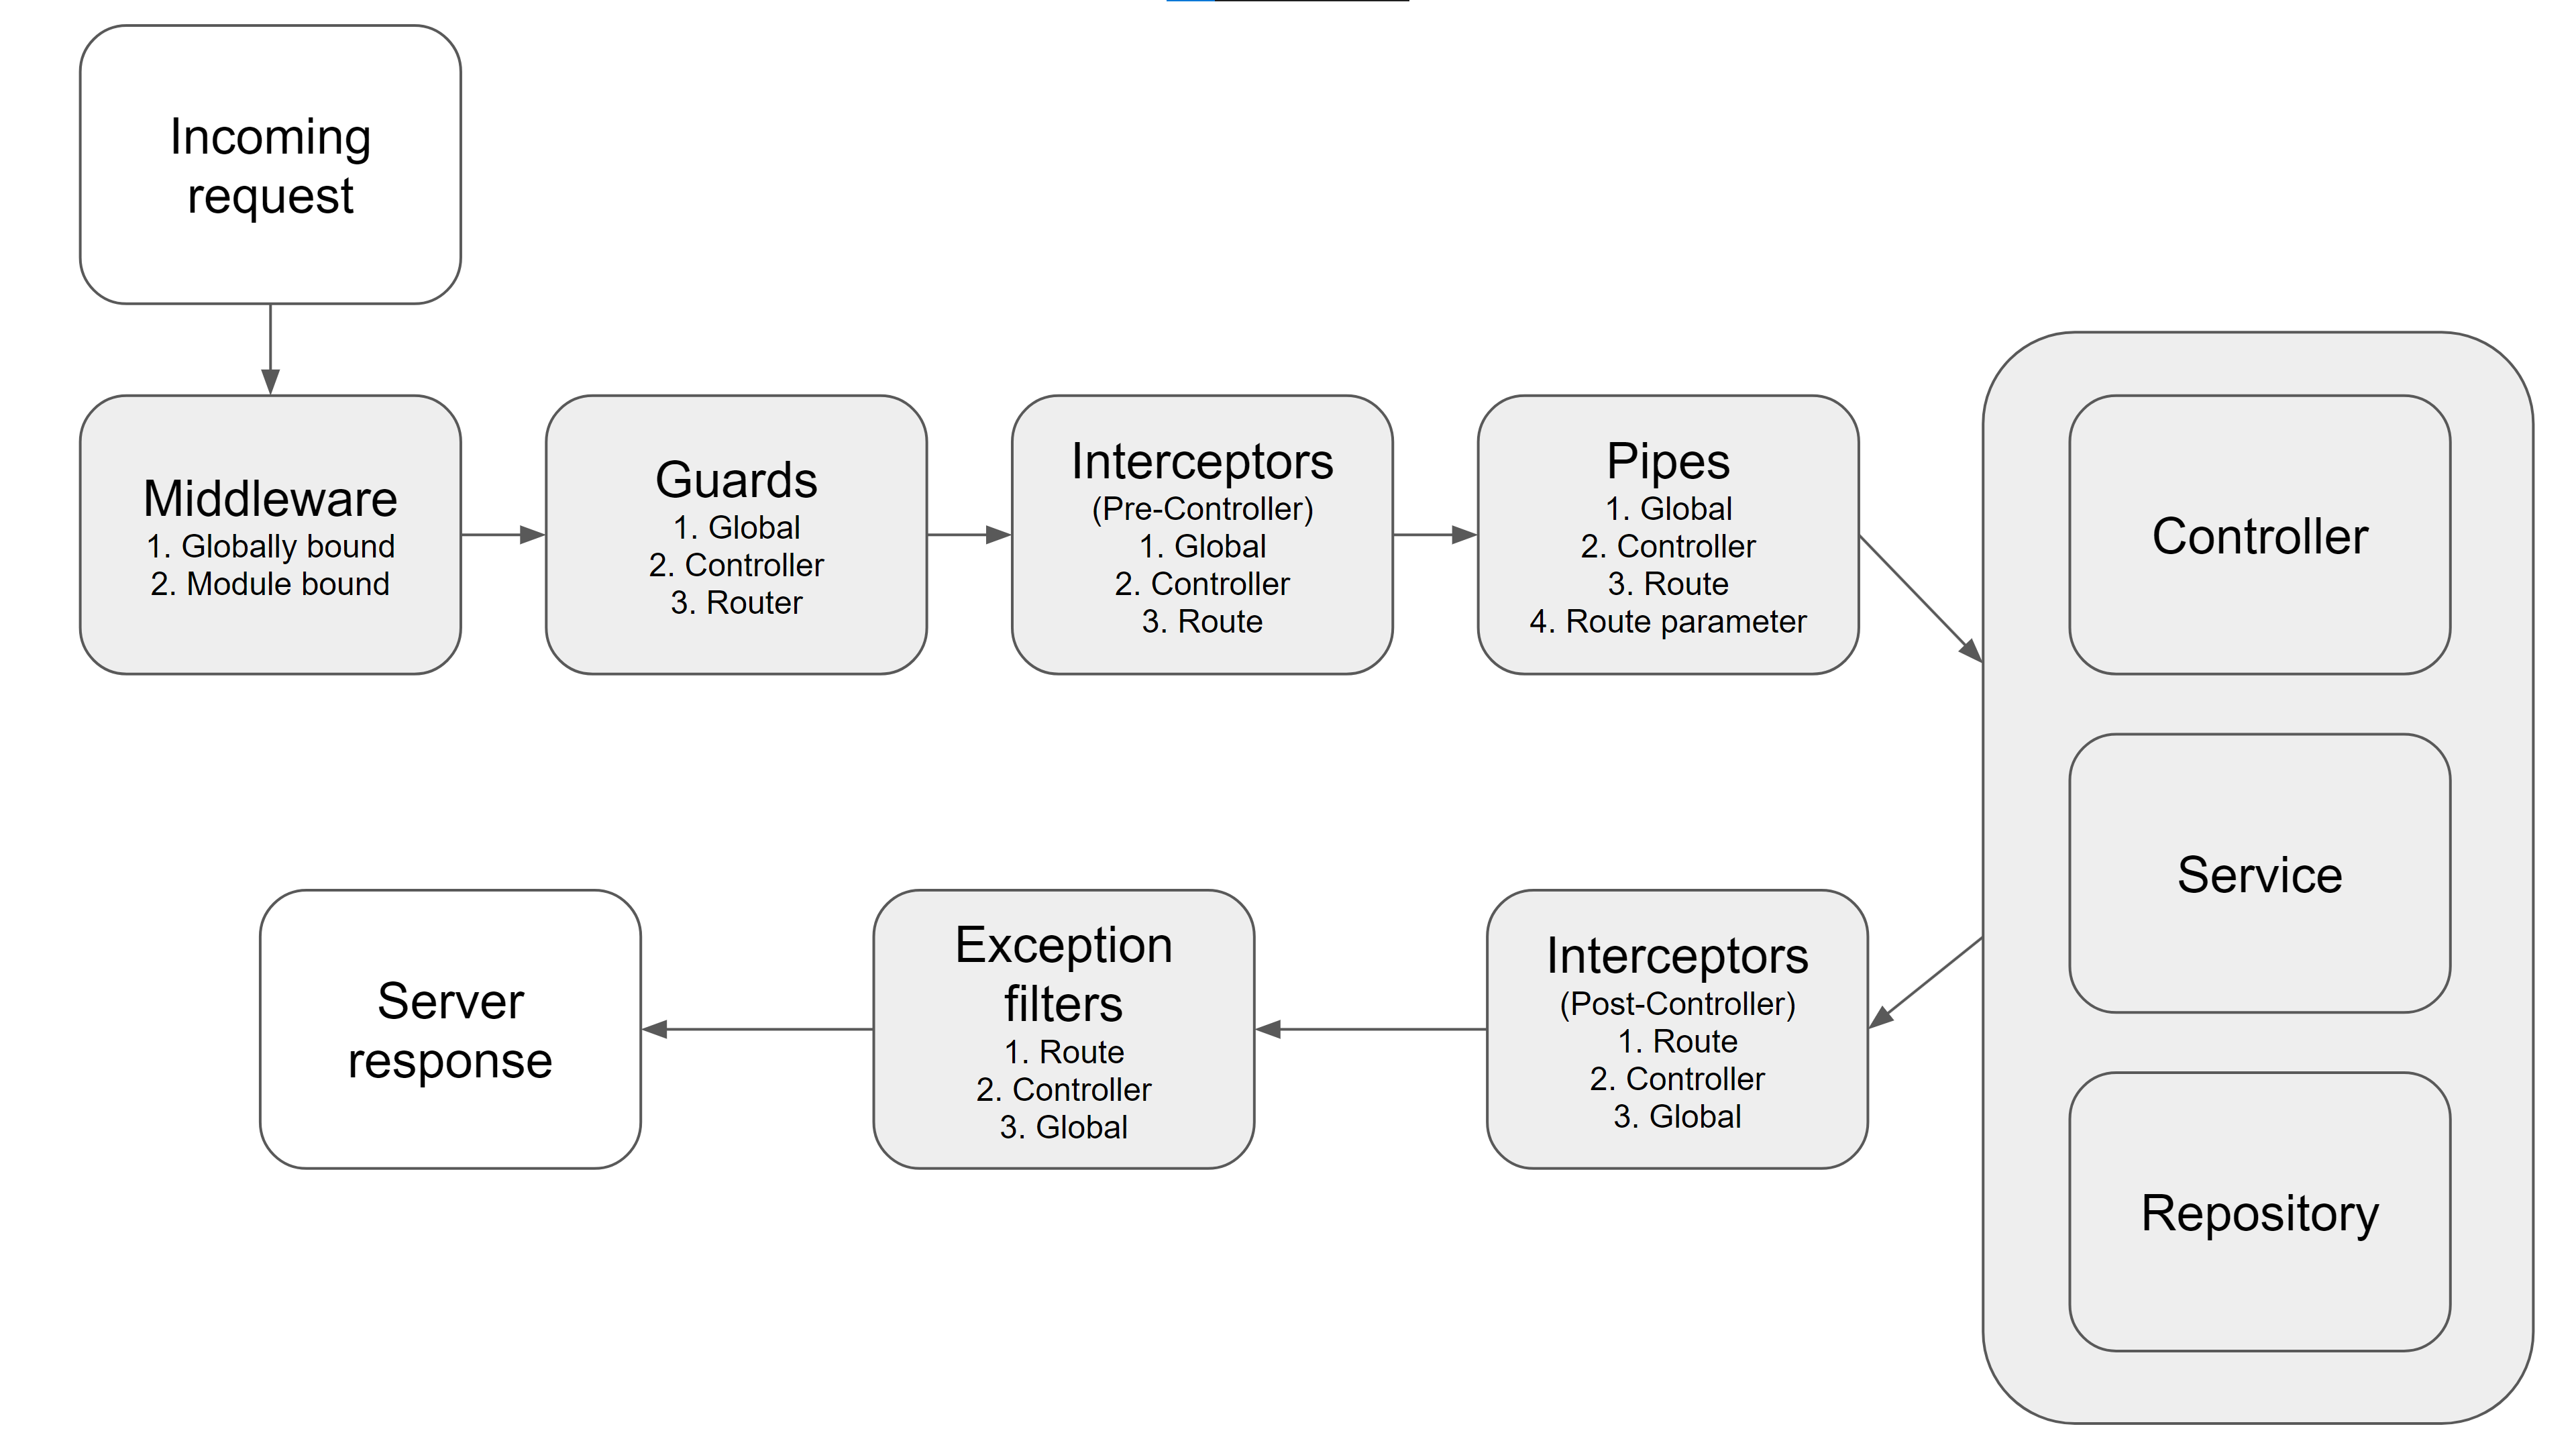 Incoming
request
Middleware
1. Globally bound
2. Module bound
Guards
1. Global
2. Controller
3. Router
Interceptors
(Pre-Controller)
1. Global
2. Controller
3. Route
Pipes
1. Global
2. Controller
3. Route
4. Route parameter
Controller
Service
Repository
Interceptors
(Post-Controller)
1. Route
2. Controller
3. Global
Exception
filters
1. Route
2. Controller
3. Global
Server
response